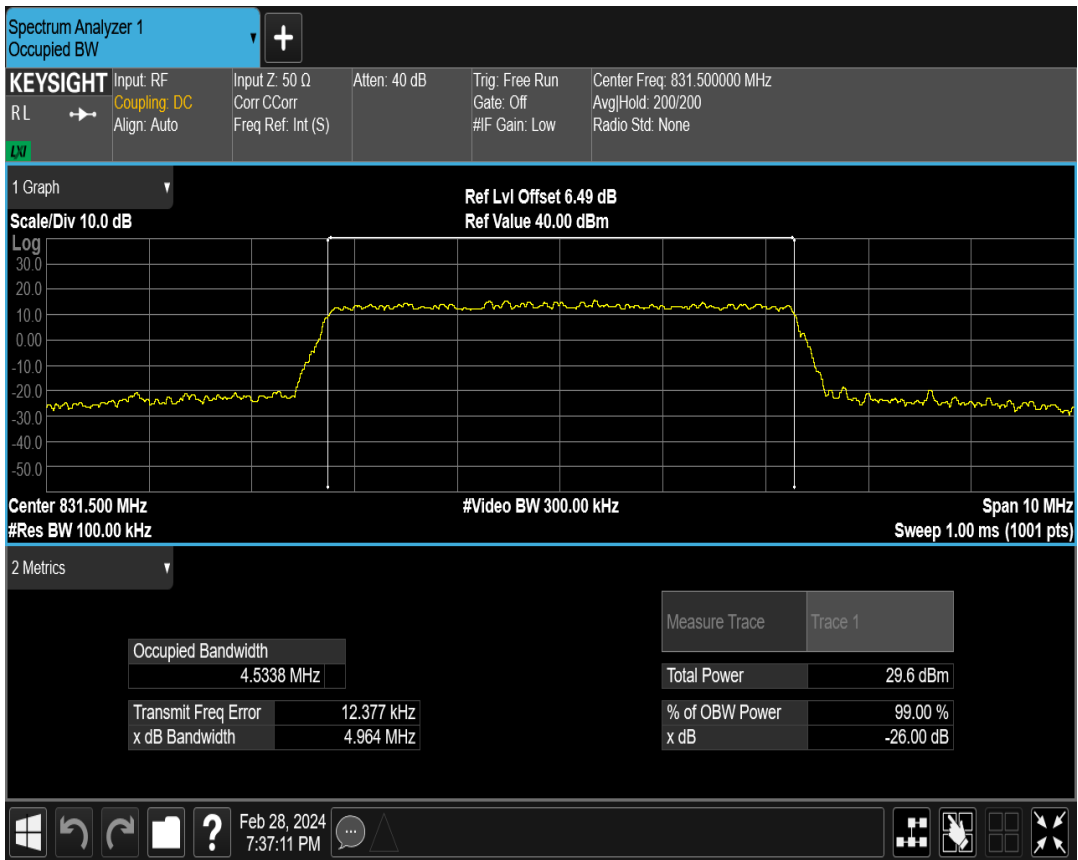 Spectrum Analyzer 1
Occupied BW
KEYSIGHT
R L
LXI
Input: RF
Coupling: DC
Align: Auto
Input Z: 50 Ω
Corr CCorr
Freq Ref: Int (S)
Atten: 40 dB
Trig: Free Run
Gate: Off
#IF Gain: Low
Center Freq: 831.500000 MHz
Avg|Hold: 200/200
Radio Std: None
1 Graph
Scale/Div 10.0 dB
Ref Lvl Offset 6.49 dB
Ref Value 40.00 dBm
Log
30.0
20.0
10.0
0.00
-10.0
-20.0
-30.0
-40.0
-50.0
Center 831.500 MHz
#Video BW 300.00 kHz
Span 10 MHz
#Res BW 100.00 kHz
Sweep 1.00 ms (1001 pts)
2 Metrics
Measure Trace Trace 1
Occupied Bandwidth
4.5338 MHz
Total Power 29.6 dBm
Transmit Freq Error 12.377 kHz
% of OBW Power 99.00 %
x dB Bandwidth 4.964 MHz
x dB -26.00 dB
?
Feb 28, 2024
7:37:11 PM